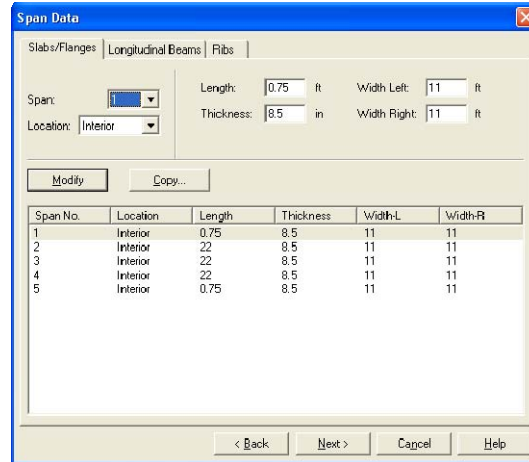 Span Data
Slabs/Flanges Longitudinal Beams Ribs
Span: 1
Location: Interior
Length: 0.75 ft Width Left: 11 ft
Thickness: 8.5 in Width Right: 11 ft
Modify Copy...
Span No. Location Length Thickness Width-L Width-R
1 Interior 0.75 8.5 11 11
2 Interior 22 8.5 11 11
3 Interior 22 8.5 11 11
4 Interior 22 8.5 11 11
5 Interior 0.75 8.5 11 11
< Back Next > Cancel Help